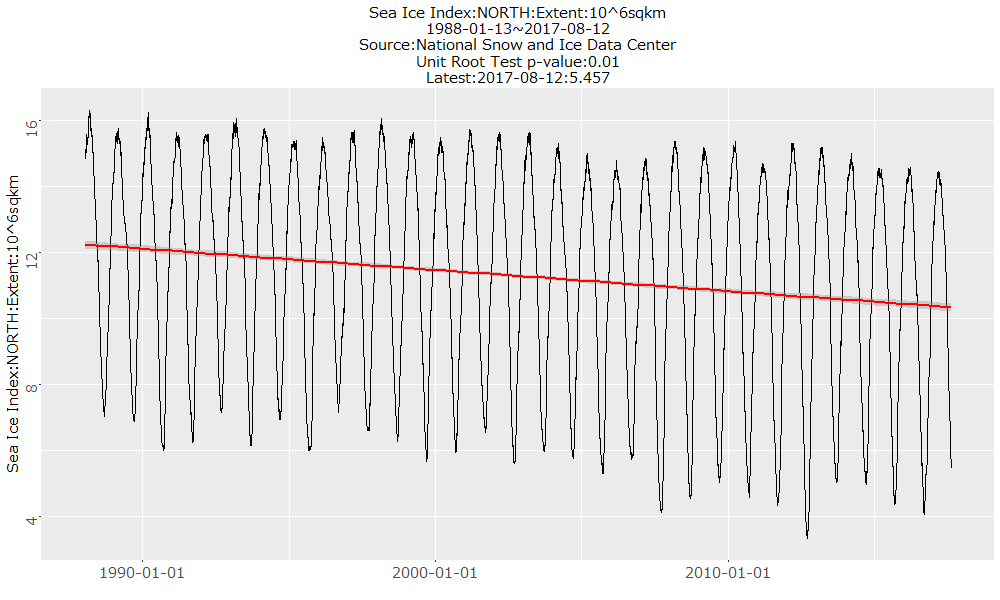 Sea Ice Index:NORTH:Extent:10^6sqkm
1988-01-13~2017-08-12
Source:National Snow and Ice Data Center
Unit Root Test p-value:0.01
Latest:2017-08-12:5.457
Sea Ice Index:NORTH:Extent:10^6sqkm
16
12
8
4
1990-01-01
2000-01-01
2010-01-01